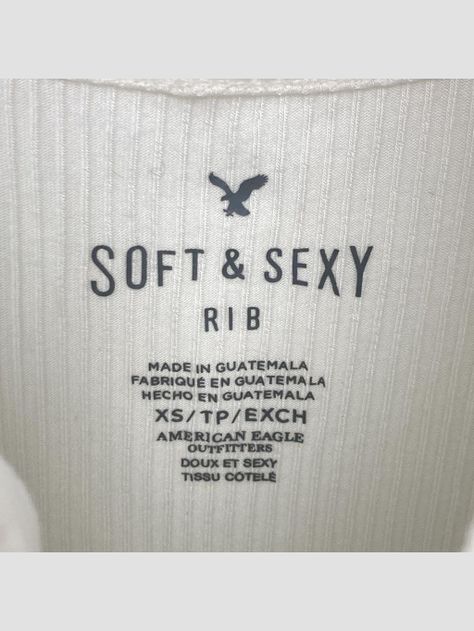 SOFT & SEXY
RIB
MADE IN GUATEMALA
FABRIQUÉ EN GUATEMALA
HECHO EN GUATEMALA
XS/TP/EXCH
AMERICAN EAGLE
OUTFITTERS
DOUX ET SEXY
TISSU CÔTELÉ